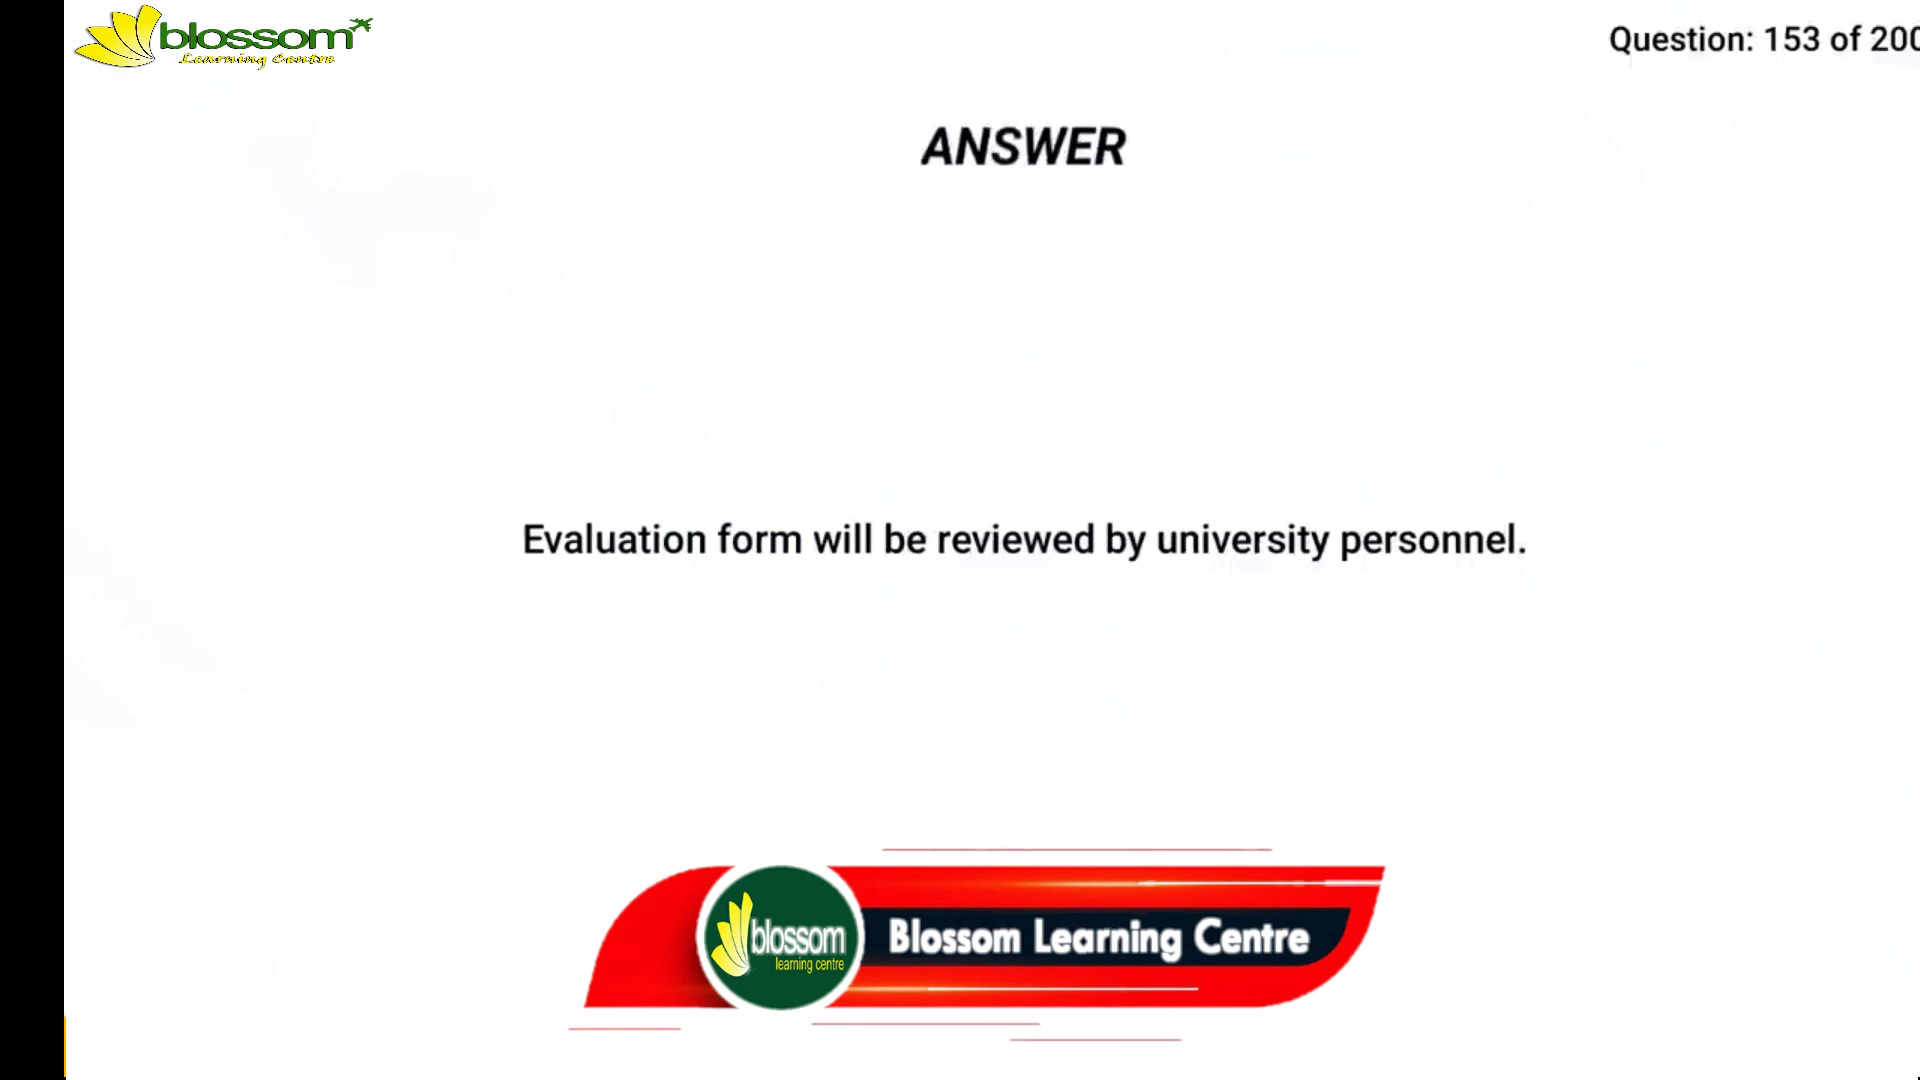 blossom
Learning Centre
Question: 153 of 200
ANSWER
Evaluation form will be reviewed by university personnel.
blossom
learning centre
Blossom Learning Centre